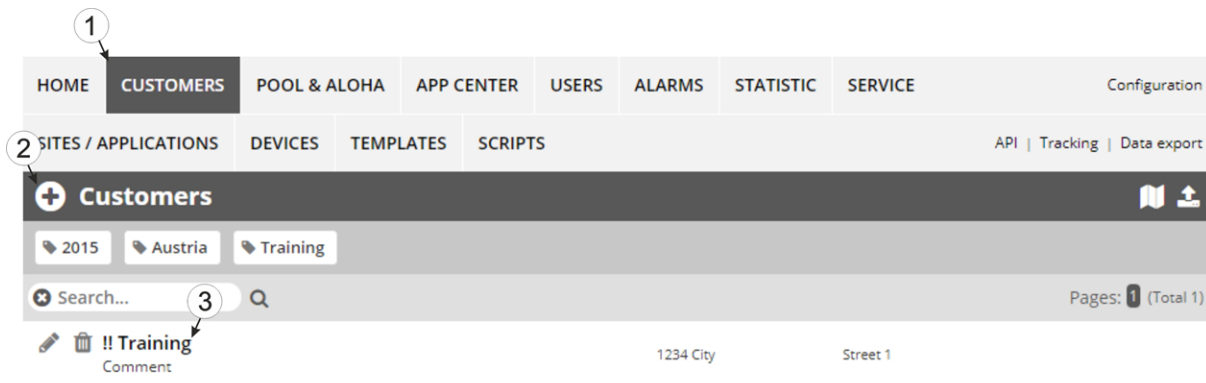 1
HOME CUSTOMERS POOL & ALOHA APP CENTER USERS ALARMS STATISTIC SERVICE Configuration
2 SITES / APPLICATIONS DEVICES TEMPLATES SCRIPTS API | Tracking | Data export
Customers
2015 Austria Training
Search... 3 Pages: 1 (Total 1)
!! Training 1234 City Street 1
Comment